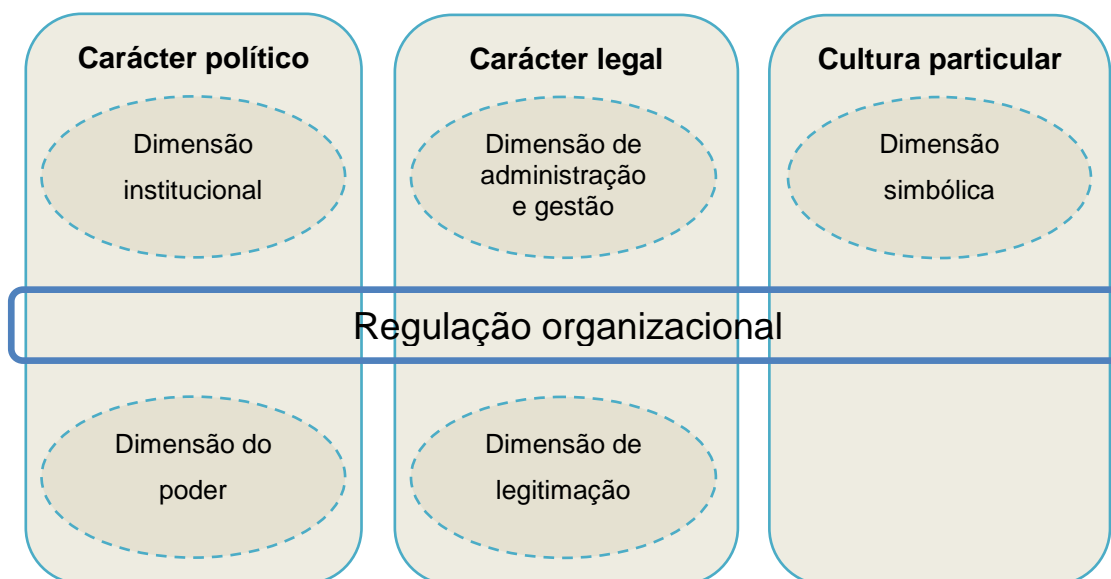 Carácter político
Dimensão
institucional
Carácter legal
Dimensão de
administração
e gestão
Cultura particular
Dimensão
simbólica
Regulação organizacional
Dimensão do
poder
Dimensão de
legitimação